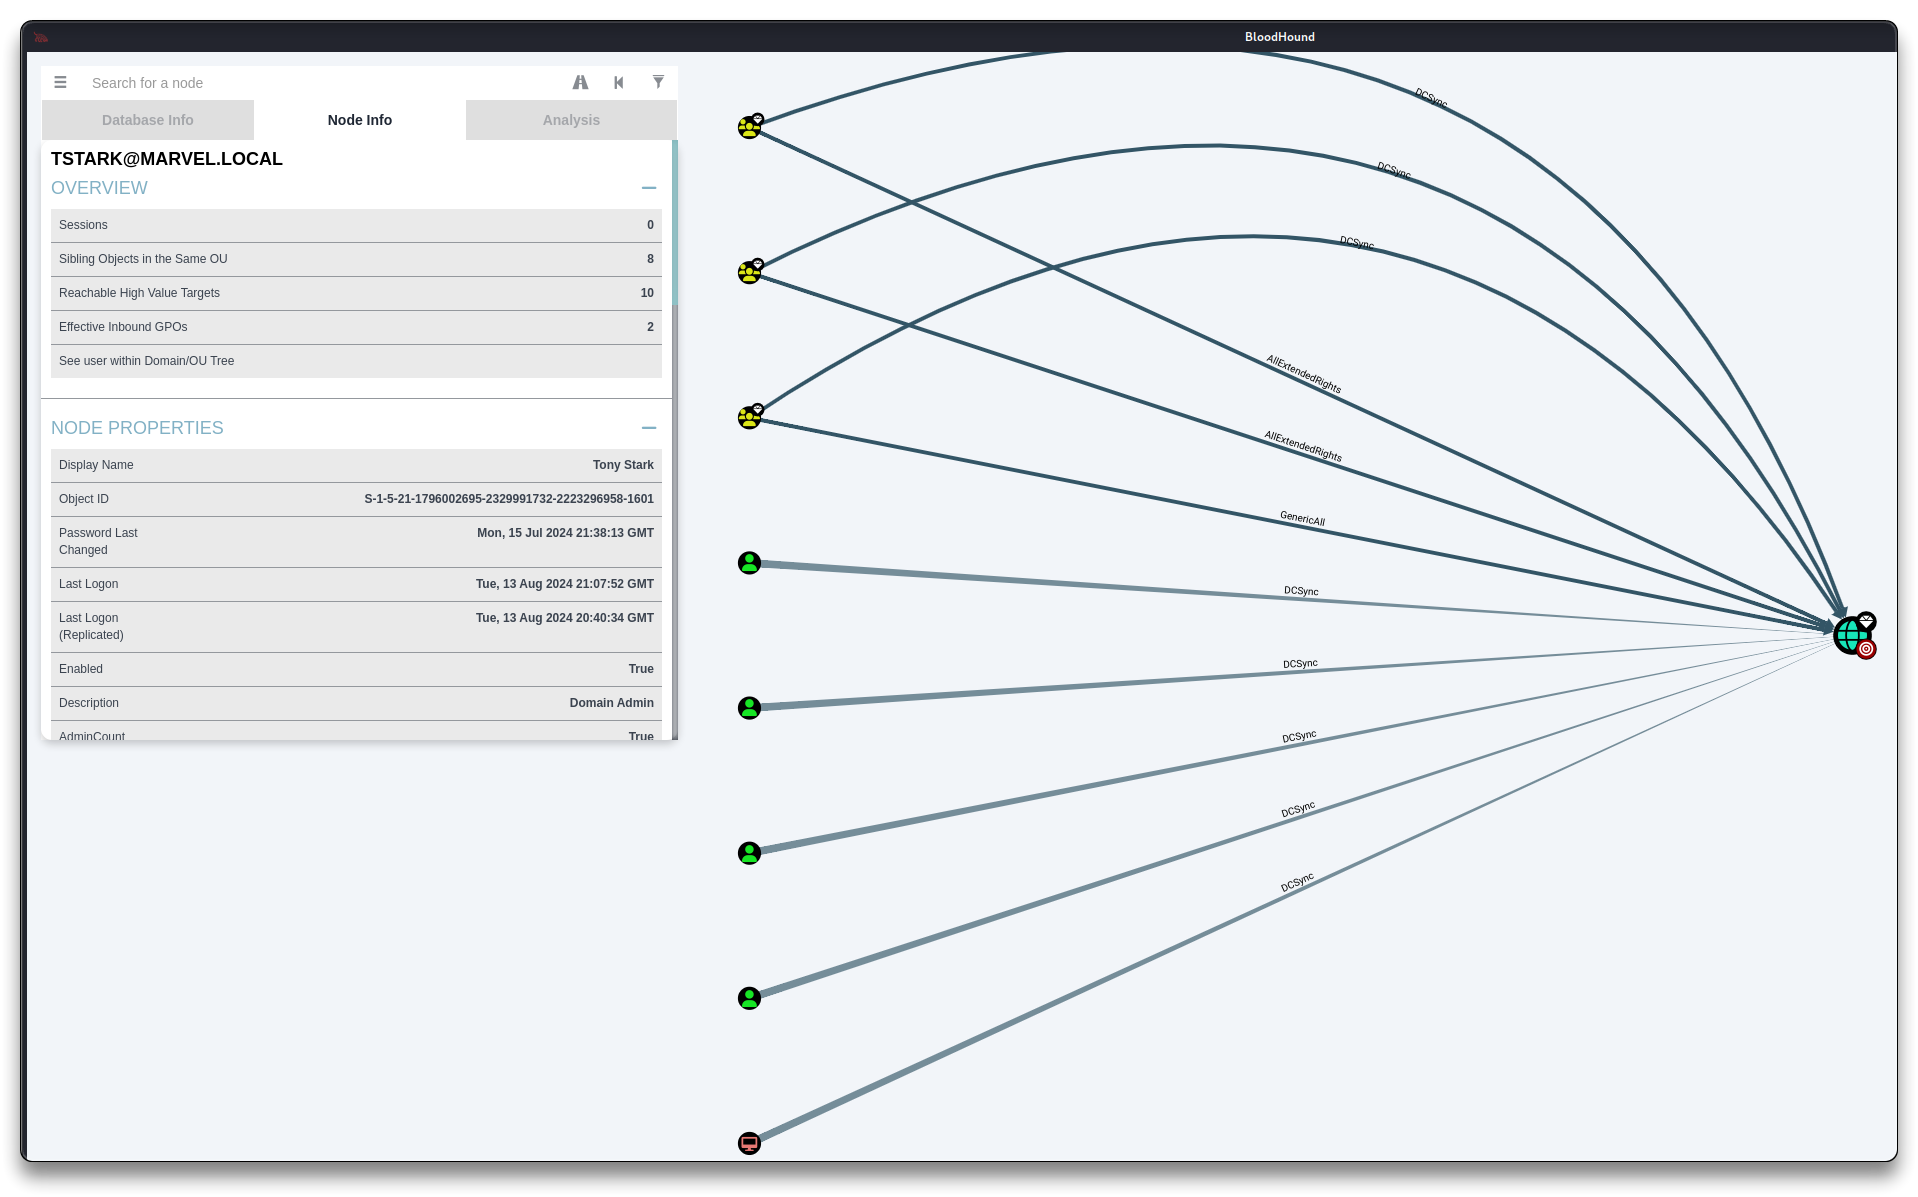 BloodHound
Search for a node
Database Info
Node Info
Analysis
TSTARK@MARVEL.LOCAL
OVERVIEW
Sessions 0
Sibling Objects in the Same OU 8
Reachable High Value Targets 10
Effective Inbound GPOs 2
See user within Domain/OU Tree
NODE PROPERTIES
Display Name Tony Stark
Object ID S-1-5-21-1796002695-2329991732-2223296958-1601
Password Last Mon, 15 Jul 2024 21:38:13 GMT
Changed
Last Logon Tue, 13 Aug 2024 21:07:52 GMT
Last Logon Tue, 13 Aug 2024 20:40:34 GMT
(Replicated)
Enabled True
Description Domain Admin
AdminCount True
DCSync
DCSync
DCSync
AllExtendedRights
AllExtendedRights
GenericAll
DCSync
DCSync
DCSync
DCSync
DCSync